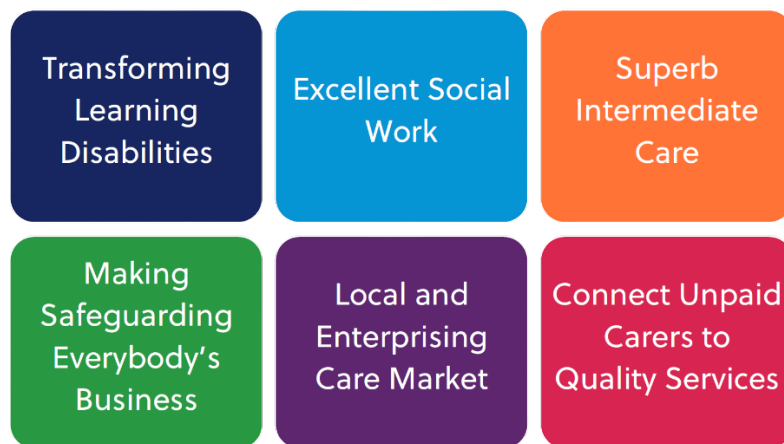 Transforming
Learning
Disabilities
Excellent Social
Work
Superb
Intermediate
Care
Making
Safeguarding
Everybody's
Business
Local and
Enterprising
Care Market
Connect Unpaid
Carers to
Quality Services